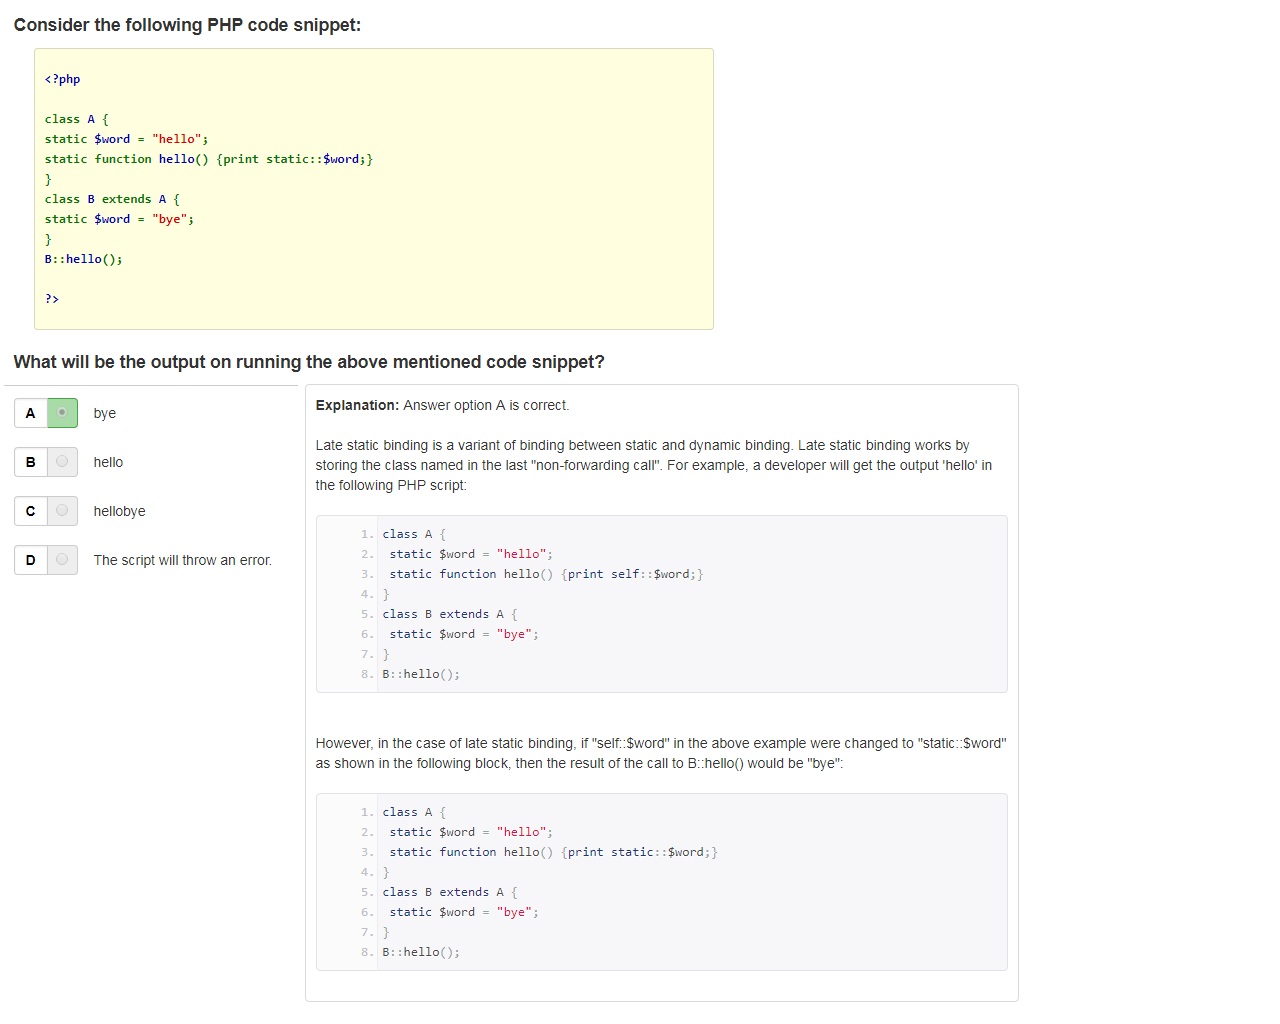 Consider the following PHP code snippet:
<?php
class A {
static $word = "hello";
static function hello() {print static::$word;}
}
class B extends A {
static $word = "bye";
}
B::hello();
?>
What will be the output on running the above mentioned code snippet?
A bye
B hello
C hellobye
D The script will throw an error.
Explanation: Answer option A is correct.
Late static binding is a variant of binding between static and dynamic binding. Late static binding works by
storing the class named in the last "non-forwarding call". For example, a developer will get the output 'hello' in
the following PHP script:
1. class A {
2. static $word = "hello";
3. static function hello() {print self::$word;}
4. }
5. class B extends A {
6. static $word = "bye";
7. }
8. B::hello();
However, in the case of late static binding, if "self::$word" in the above example were changed to "static::$word"
as shown in the following block, then the result of the call to B::hello() would be "bye":
1. class A {
2. static $word = "hello";
3. static function hello() {print static::$word;}
4. }
5. class B extends A {
6. static $word = "bye";
7. }
8. B::hello();